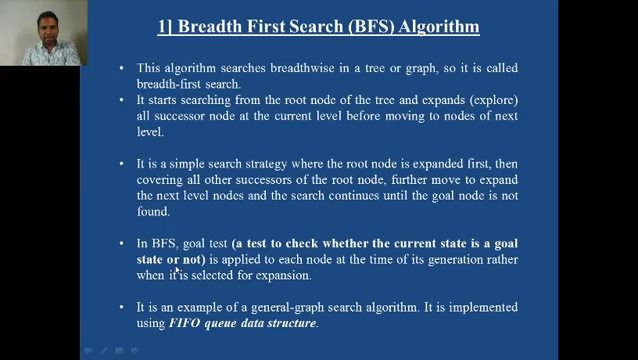 1] Breadth First Search (BFS) Algorithm
• This algorithm searches breadthwise in a tree or graph, so it is called
breadth-first search.
• It starts searching from the root node of the tree and expands (explore)
all successor node at the current level before moving to nodes of next
level.
• It is a simple search strategy where the root node is expanded first, then
covering all other successors of the root node, further move to expand
the next level nodes and the search continues until the goal node is not
found.
• In BFS, goal test (a test to check whether the current state is a goal
state or not) is applied to each node at the time of its generation rather
when it is selected for expansion.
• It is an example of a general-graph search algorithm. It is implemented
using FIFO queue data structure.